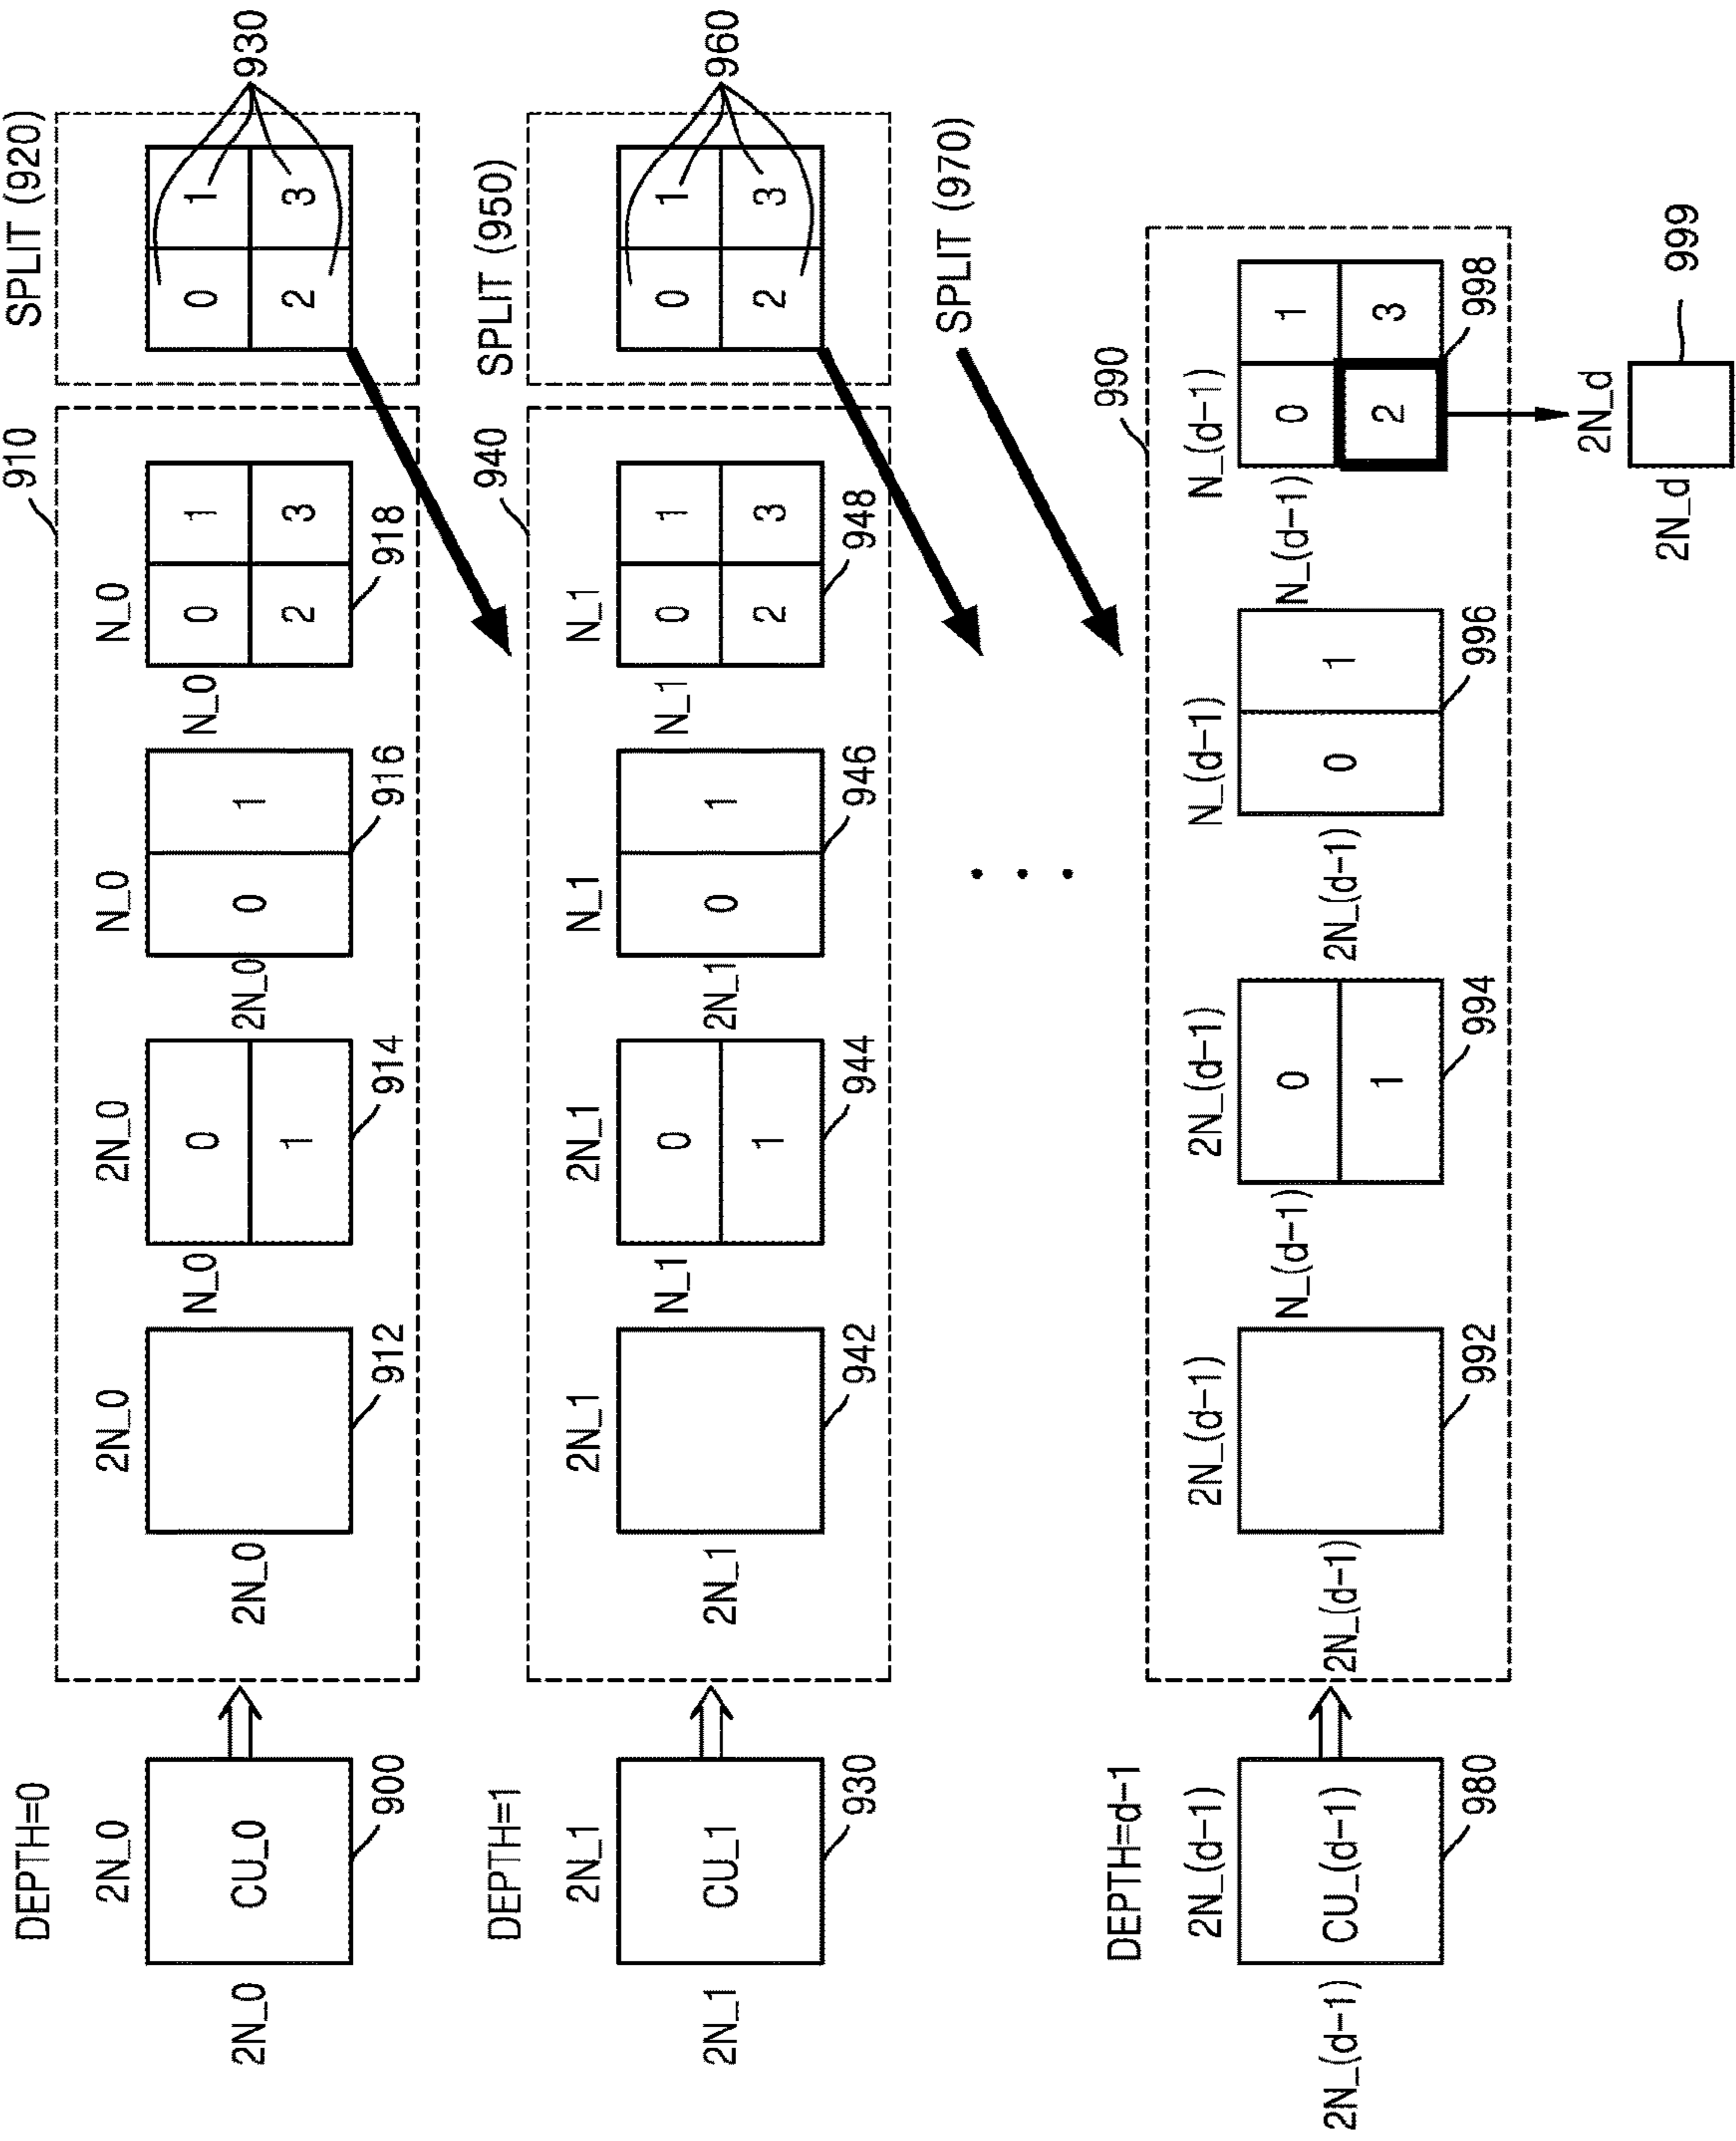 910
SPLIT (920)
DEPTH=0
2N_0
2N_0
2N_0
N_0
N_0
930
2N_0
CU_0
2N_0
N_0
0
1
2N_0
0
1
N_0
0
1
2
3
0
1
2
3
900
912
914
916
918
940
SPLIT (950)
DEPTH=1
2N_1
2N_1
2N_1
N_1
N_1
960
2N_1
CU_1
2N_1
N_1
0
1
2N_1
0
1
N_1
0
1
2
3
0
1
2
3
930
942
944
946
948
SPLIT (970)
990
DEPTH=d-1
2N_(d-1)
2N_(d-1)
2N_(d-1)
N_(d-1)
N_(d-1)
2N_(d-1)
CU_(d-1)
2N_(d-1)
N_(d-1)
0
1
2N_(d-1)
0
1
N_(d-1)
0
1
2
3
980
992
994
996
998
2N_d
2N_d
999